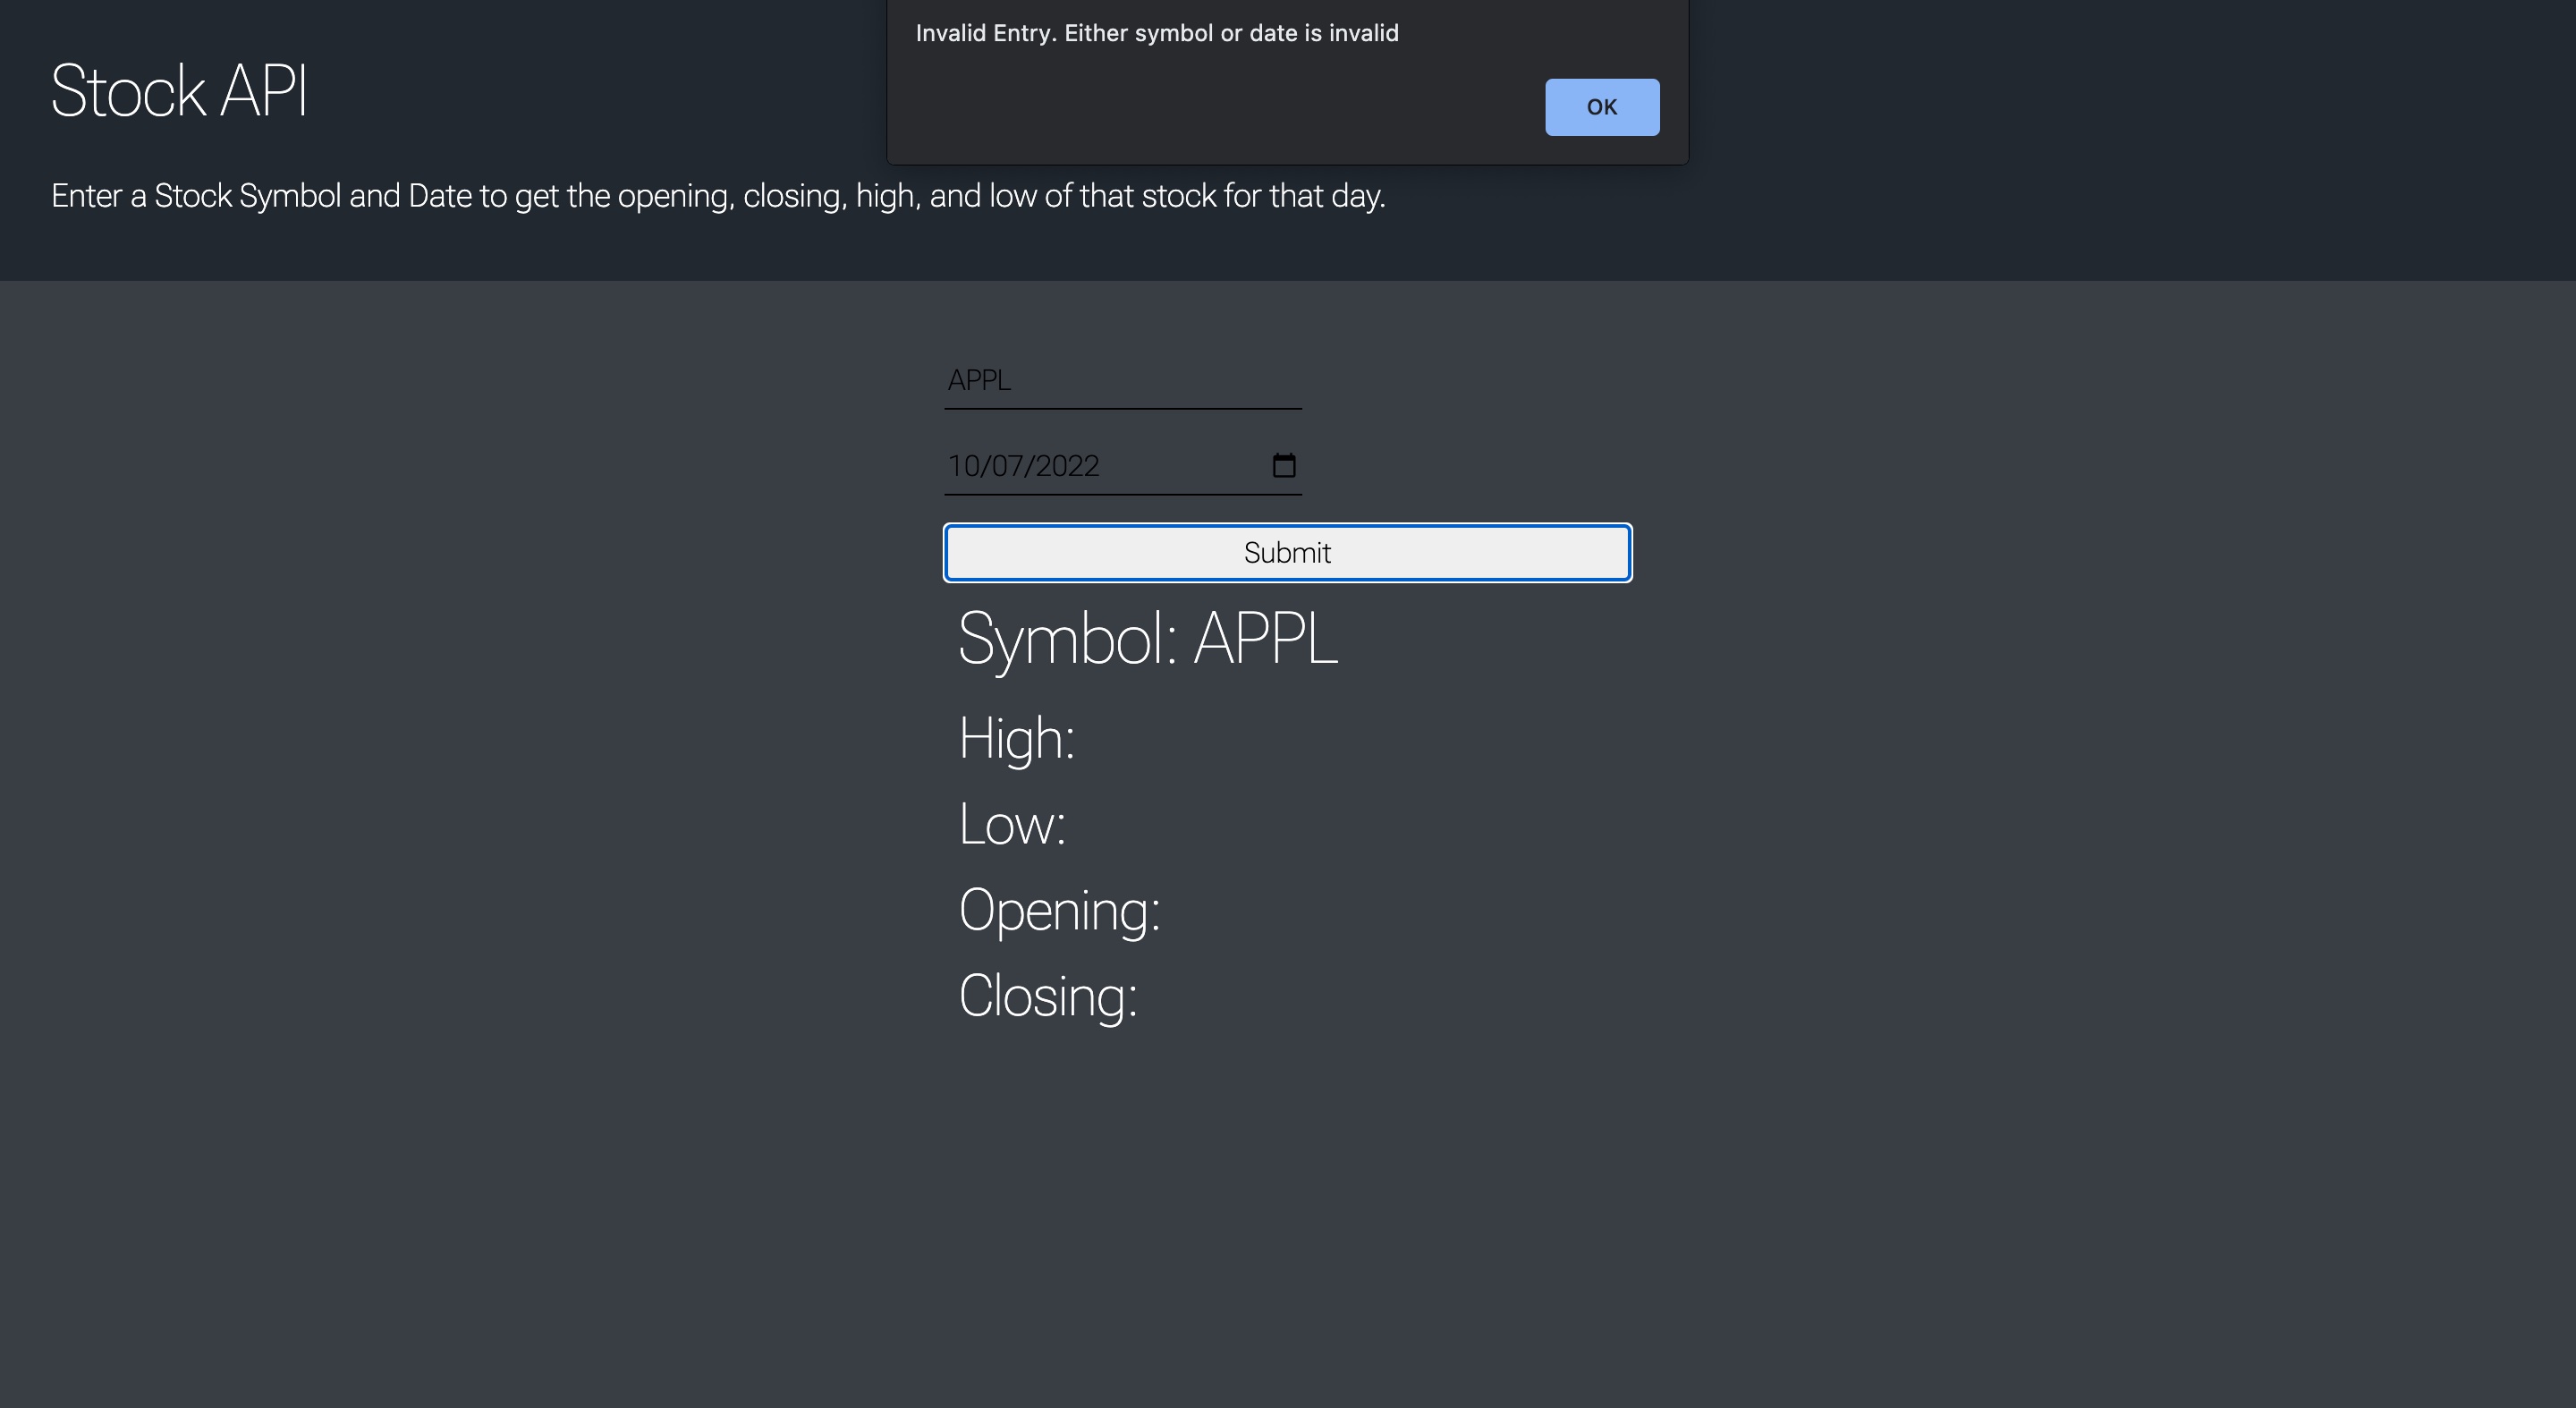 Invalid Entry. Either symbol or date is invalid
OK
Stock API
Enter a Stock Symbol and Date to get the opening, closing, high, and low of that stock for that day.
APPL
10/07/2022
Submit
Symbol: APPL
High:
Low:
Opening:
Closing: